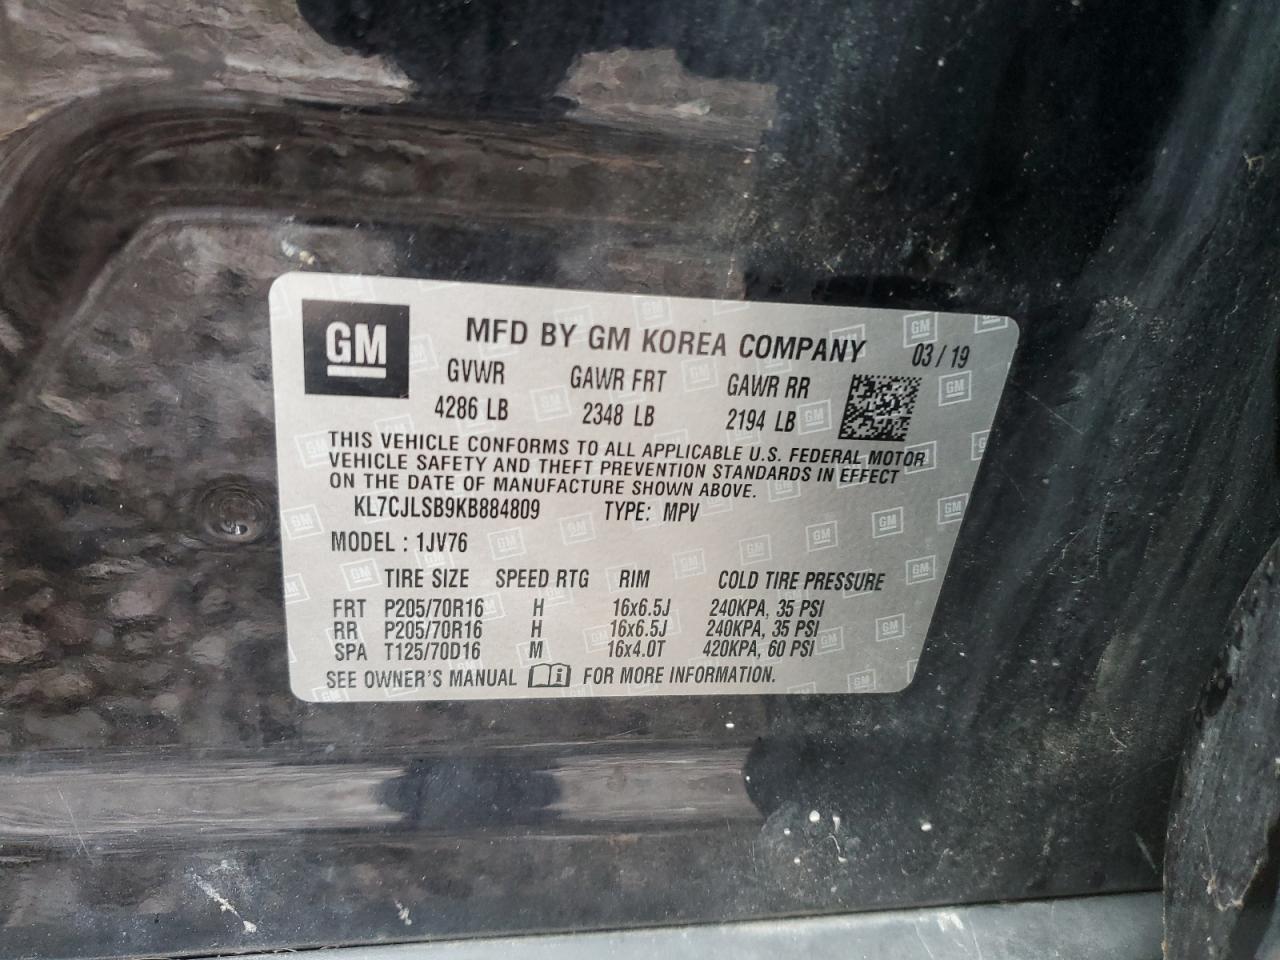 GM MFD BY GM KOREA COMPANY 03 / 19
GVWR GAWR FRT GAWR RR
4286 LB 2348 LB 2194 LB
THIS VEHICLE CONFORMS TO ALL APPLICABLE U.S. FEDERAL MOTOR
VEHICLE SAFETY AND THEFT PREVENTION STANDARDS IN EFFECT
ON THE DATE OF MANUFACTURE SHOWN ABOVE.
KL7CJLSB9KB884809 TYPE: MPV
MODEL : 1JV76
TIRE SIZE SPEED RTG RIM COLD TIRE PRESSURE
FRT P205/70R16 H 16x6.5J 240KPA, 35 PSI
RR P205/70R16 H 16x6.5J 240KPA, 35 PSI
SPA T125/70D16 M 16x4.0T 420KPA, 60 PSI
SEE OWNER'S MANUAL i FOR MORE INFORMATION.